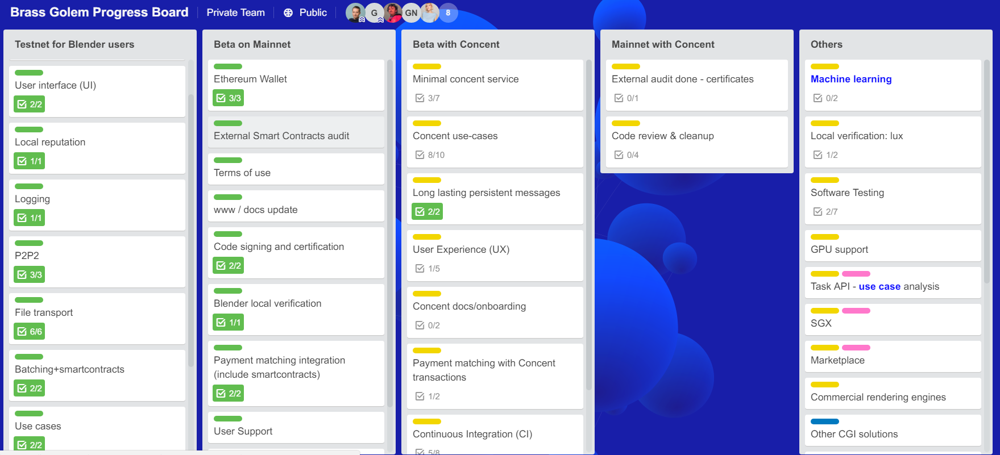 Brass Golem Progress Board
Private Team
Public
G
GN
8
Testnet for Blender users
User interface (UI)
2/2
Local reputation
1/1
Logging
1/1
P2P2
3/3
File transport
6/6
Batching+smartcontracts
2/2
Use cases
2/2
Beta on Mainnet
Ethereum Wallet
3/3
External Smart Contracts audit
Terms of use
www / docs update
Code signing and certification
2/2
Blender local verification
1/1
Payment matching integration
(include smartcontracts)
2/2
User Support
Beta with Concent
Minimal concent service
3/7
Concent use-cases
8/10
Long lasting persistent messages
2/2
User Experience (UX)
1/5
Concent docs/onboarding
0/2
Payment matching with Concent
transactions
1/2
Continuous Integration (CI)
5/8
Mainnet with Concent
External audit done - certificates
0/1
Code review & cleanup
0/4
Others
Machine learning
0/2
Local verification: lux
1/2
Software Testing
2/7
GPU support
Task API - use case analysis
SGX
Marketplace
Commercial rendering engines
Other CGI solutions